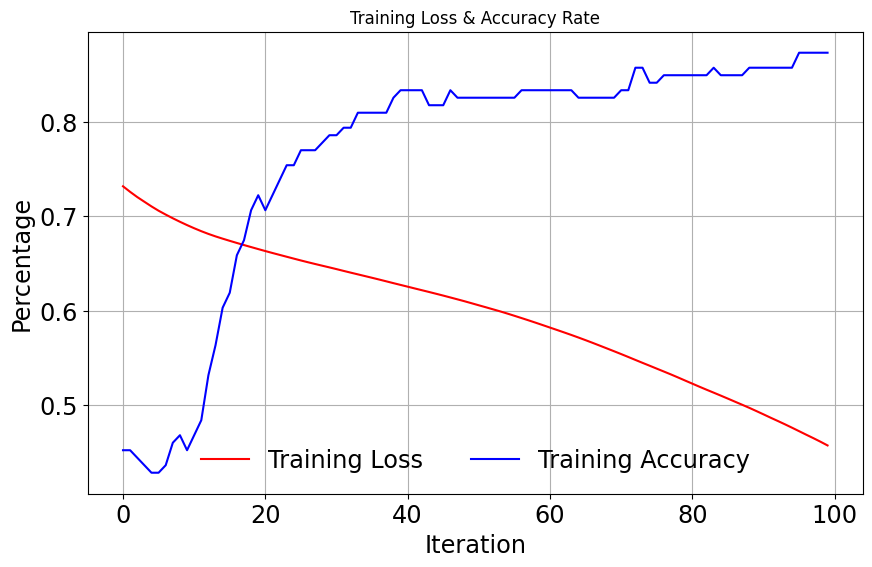 Training Loss & Accuracy Rate
Percentage
0.8
0.7
0.6
0.5
Training Loss
Training Accuracy
0 20 40 60 80 100
Iteration